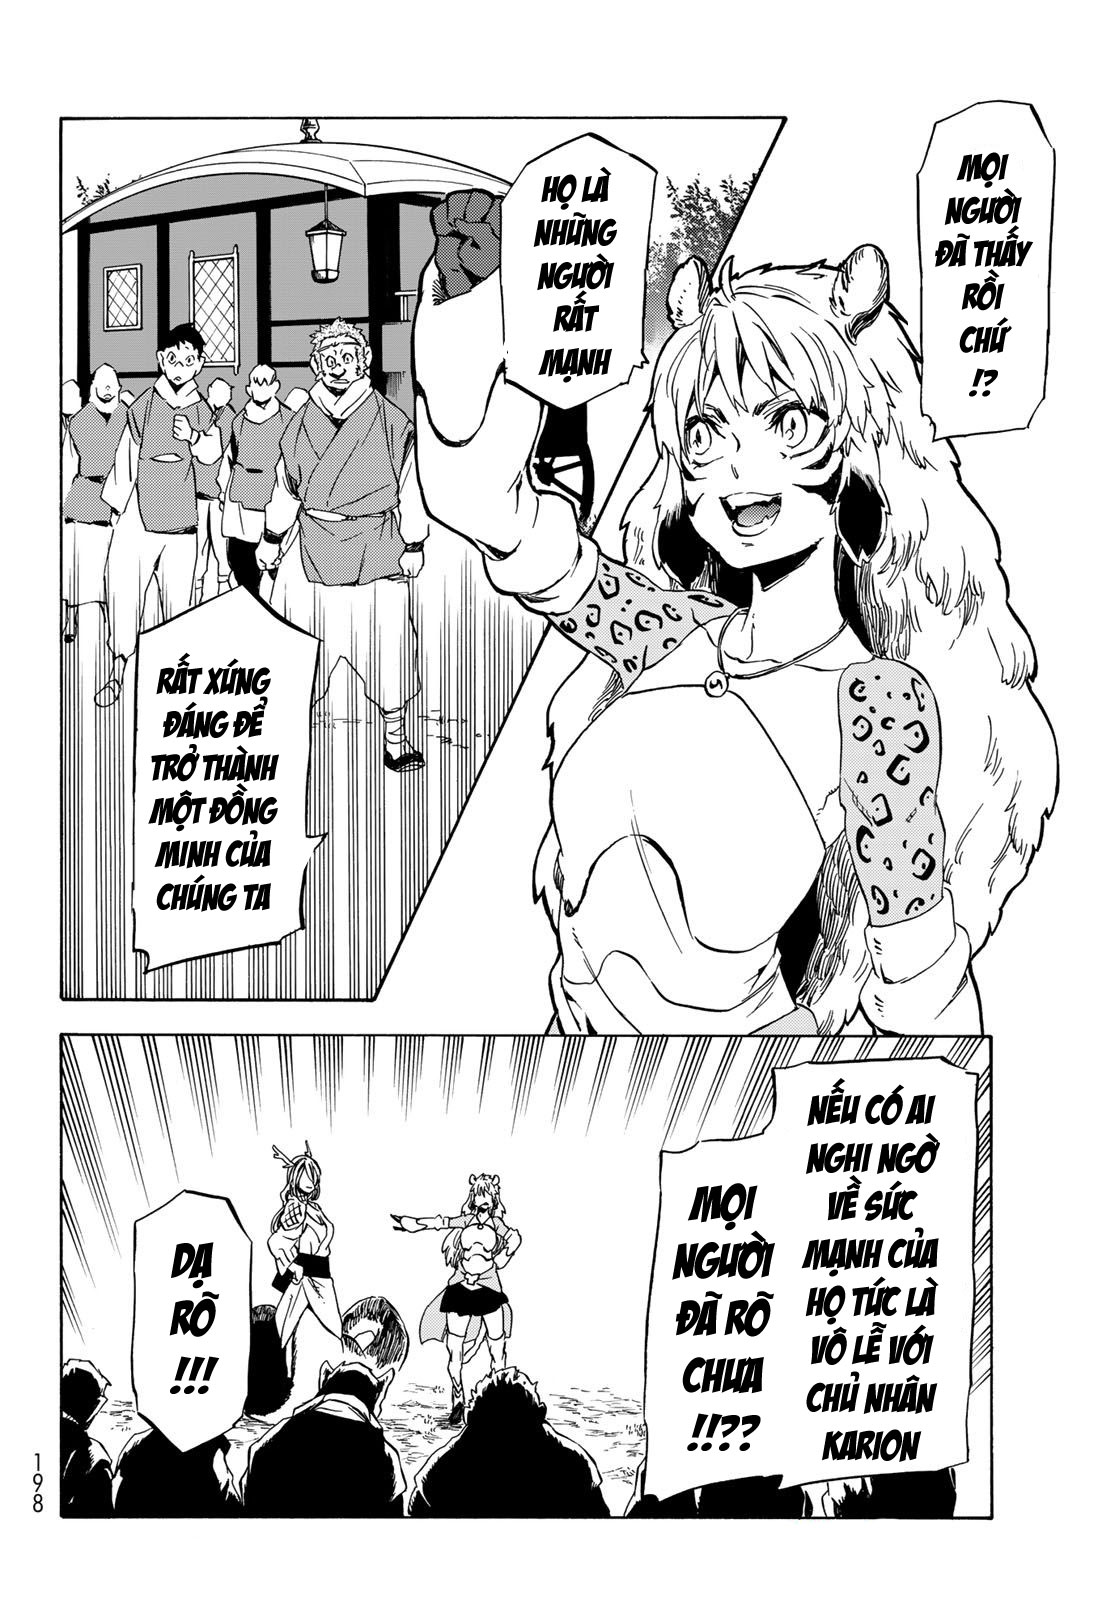 MỌI
NGƯỜI
ĐÃ THẤY
RỒI
CHỨ
!?
HỌ LÀ
NHỮNG
NGƯỜI
RẤT
MẠNH
RẤT XỨNG
ĐÁNG ĐỂ
TRỞ THÀNH
MỘT ĐỒNG
MINH CỦA
CHÚNG TA
NẾU CÓ AI
NGHI NGỜ
VỀ SỨC
MẠNH CỦA
HỌ TỨC LÀ
VÔ LỄ VỚI
CHỦ NHÂN
KARION
MỌI
NGƯỜI
ĐÃ RÕ
CHƯA
!!??
DẠ
RÕ
!!!
198